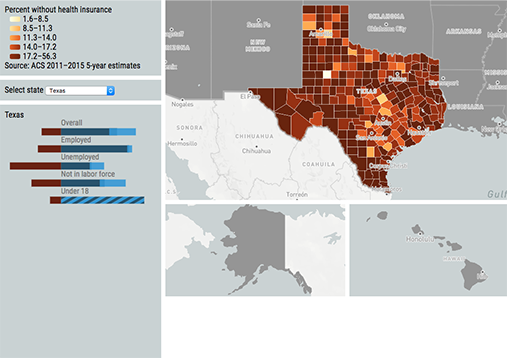 Percent without health insurance
1.6–8.5
8.5–11.3
11.3–14.0
14.0–17.2
17.2–56.3
Source: ACS 2011–2015 5-year estimates
Select state
Texas
Texas
Overall
Employed
Unemployed
Not in labor force
Under 18
OKLAHOMA
Oklahoma City
ARKANSAS
Santa Fe
NEW
MEXICO
Dallas
TEXAS
Shreveport
LOUISIANA
El Paso
Nogales
SONORA
Hermosillo
CHIHUAHUA
Chihuahua
COAHUILA
Torreón
Austin
San Antonio
Houston
Corpus Christi
Gulf
Honolulu
HAWAII
Hilo